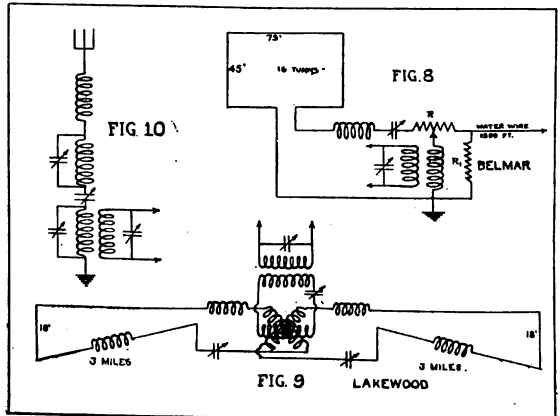 75'
45'
16 TURNS
FIG. 8
FIG. 10
R
WATER WIRE
1500 FT.
R1
BELMAR
18'
3 MILES
18'
3 MILES.
FIG. 9
LAKEWOOD